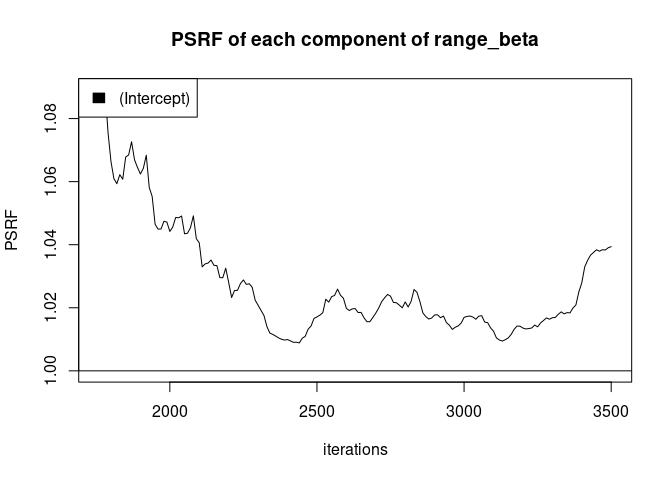 PSRF of each component of range_beta
(Intercept)
PSRF
1.08
1.06
1.04
1.02
1.00
2000 2500 3000 3500
iterations